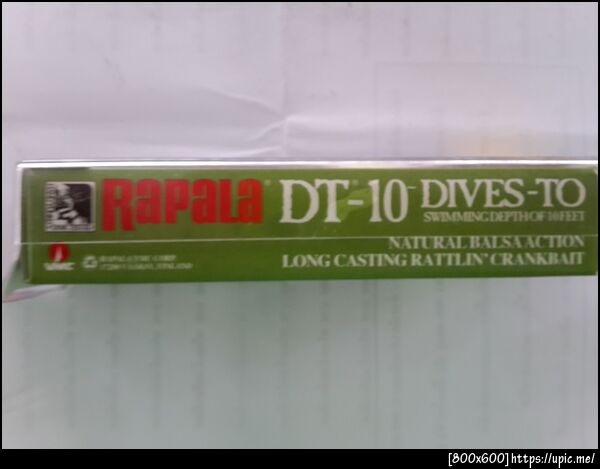 Rapala DT-10 DIVES-TO
SWIMMING DEPTH OF 10 FEET
NATURAL BALSA ACTION
LONG CASTING RATTLIN' CRANKBAIT
VMC
[800x600]https://upic.me/